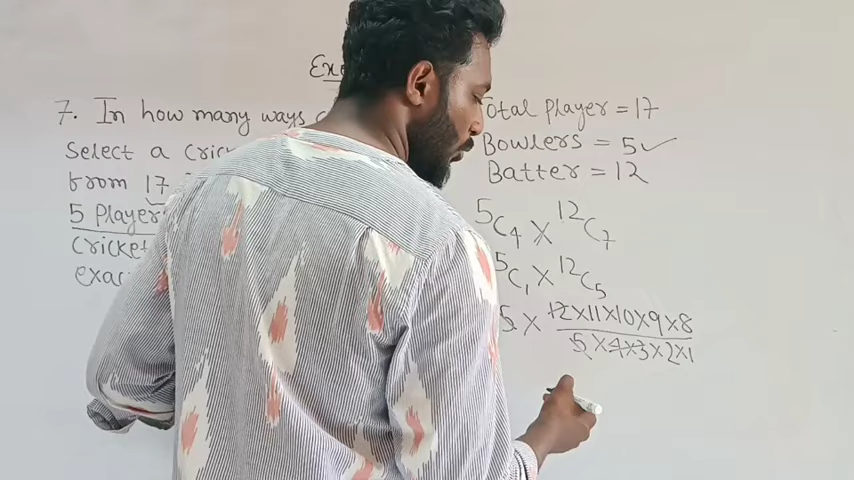 Exe
7. In how many ways
Select a cric
from 17
5 Player
cricket
exac
Total Player = 17
Bowlers = 5 ✓
Batter = 12
⁵C₄ × ¹²C₇
⁵C₁ × ¹²C₅
5 × 12×11×10×9×8
5×4×3×2×1